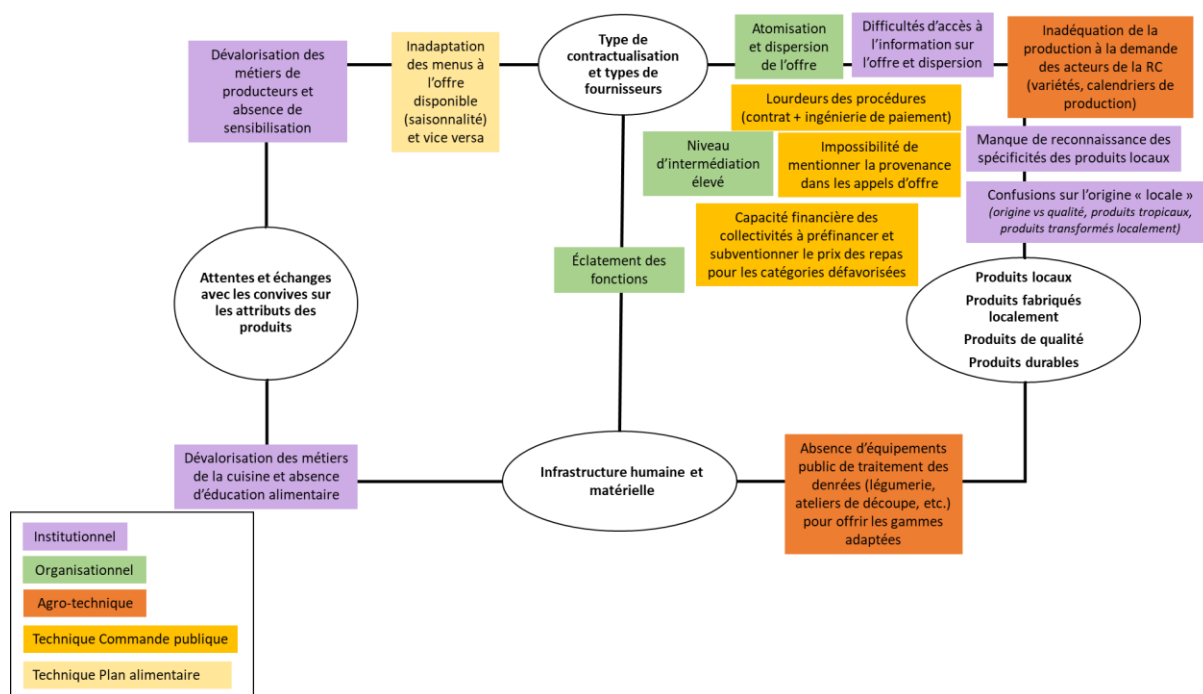 Dévalorisation des
métiers de
producteurs et
absence de
sensibilisation
Inadaptation
des menus à
l'offre
disponible
(saisonnalité)
et vice versa
Type de
contractualisation
et types de
fournisseurs
Atomisation
et dispersion
de l'offre
Difficultés d'accès à
l'information sur
l'offre et dispersion
Inadéquation de la
production à la demande
des acteurs de la RC
(variétés, calendriers de
production)
Lourdeurs des procédures
(contrat + ingénierie de paiement)
Niveau
d'intermédiation
élevé
Impossibilité de
mentionner la provenance
dans les appels d'offre
Manque de reconnaissance des
spécificités des produits locaux
Confusions sur l'origine « locale »
(origine vs qualité, produits tropicaux,
produits transformés localement)
Capacité financière des
collectivités à préfinancer et
subventionner le prix des repas
pour les catégories défavorisées
Éclatement des
fonctions
Attentes et échanges
avec les convives sur
les attributs des
produits
Produits locaux
Produits fabriqués
localement
Produits de qualité
Produits durables
Dévalorisation des métiers
de la cuisine et absence
d'éducation alimentaire
Infrastructure humaine et
matérielle
Absence d'équipements
public de traitement des
denrées (légumerie,
ateliers de découpe, etc.)
pour offrir les gammes
adaptées
Institutionnel
Organisationnel
Agro-technique
Technique Commande publique
Technique Plan alimentaire